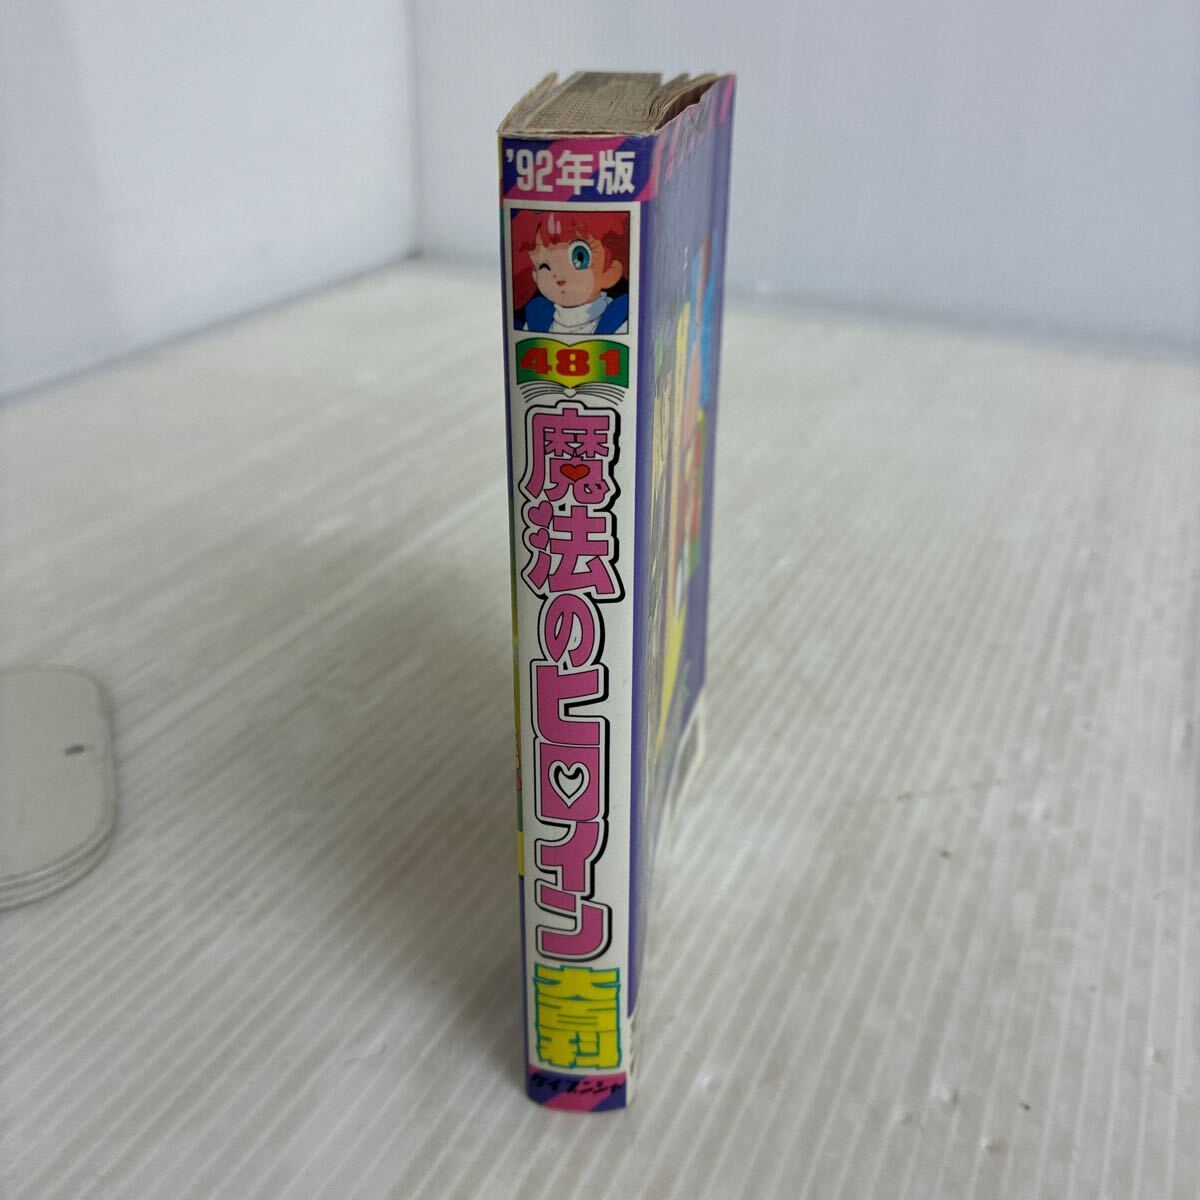 '92年版
481
魔法のヒロイン
大百科
ケイブンシャ